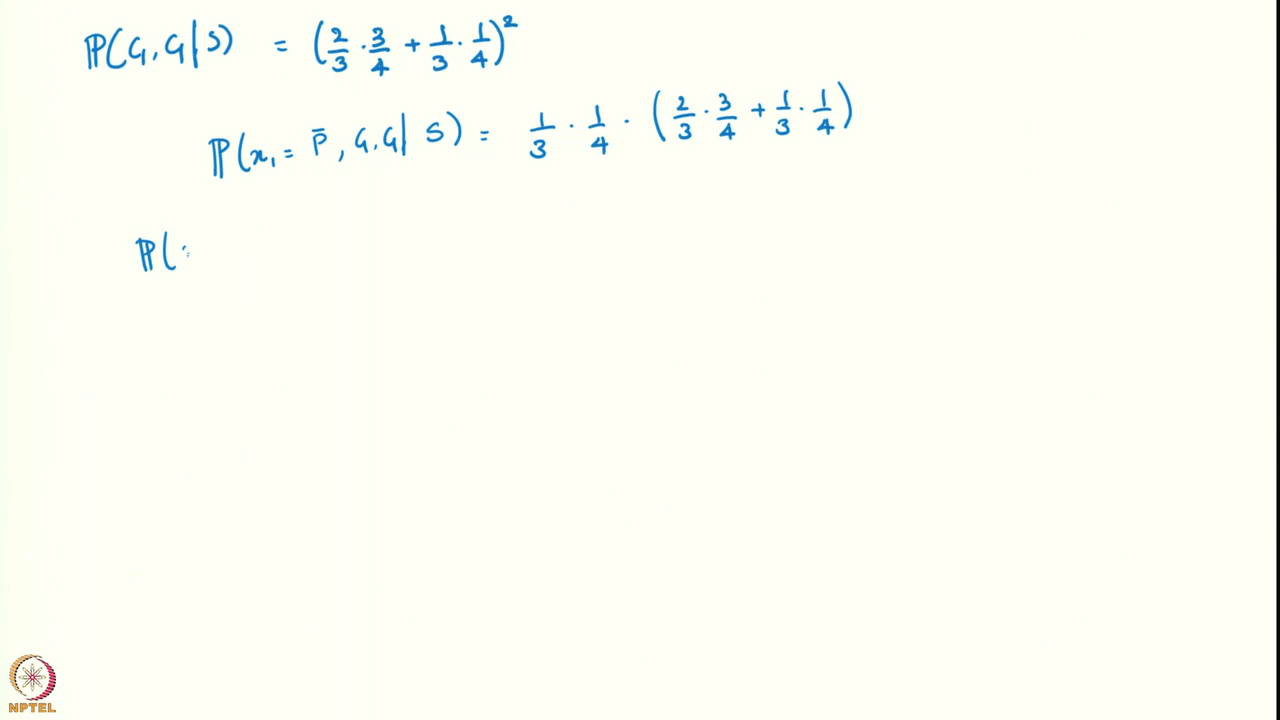 ℙ(G, G|S) = (2/3 · 3/4 + 1/3 · 1/4)²
ℙ(x₁ = P̄, G, G| S) = 1/3 · 1/4 · (2/3 · 3/4 + 1/3 · 1/4)
ℙ(
NPTEL